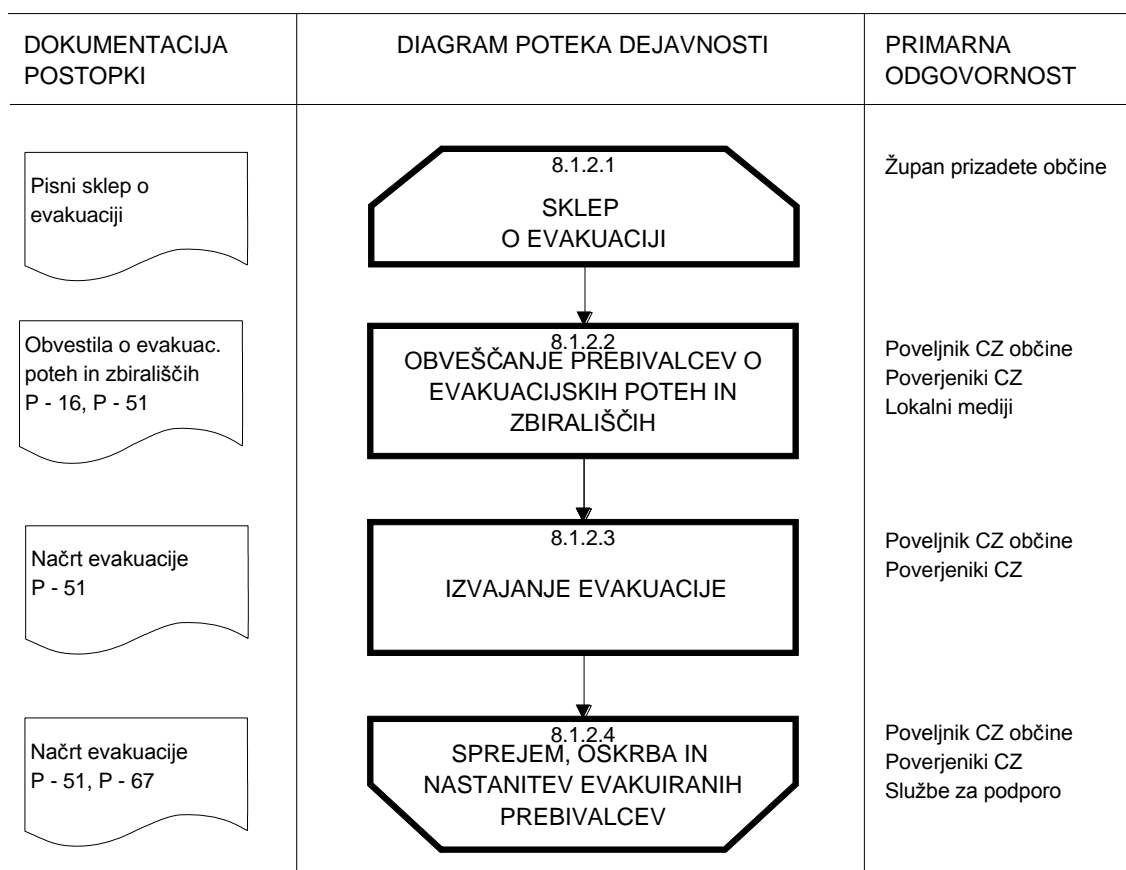 DOKUMENTACIJA
POSTOPKI
DIAGRAM POTEKA DEJAVNOSTI
PRIMARNA
ODGOVORNOST
Pisni sklep o
evakuaciji
8.1.2.1
SKLEP
O EVAKUACIJI
Župan prizadete občine
Obvestila o evakuac.
poteh in zbirališčih
P - 16, P - 51
8.1.2.2
OBVEŠČANJE PREBIVALCEV O
EVAKUACIJSKIH POTEH IN
ZBIRALIŠČIH
Poveljnik CZ občine
Poverjeniki CZ
Lokalni mediji
Načrt evakuacije
P - 51
8.1.2.3
IZVAJANJE EVAKUACIJE
Poveljnik CZ občine
Poverjeniki CZ
Načrt evakuacije
P - 51, P - 67
8.1.2.4
SPREJEM, OSKRBA IN
NASTANITEV EVAKUIRANIH
PREBIVALCEV
Poveljnik CZ občine
Poverjeniki CZ
Službe za podporo